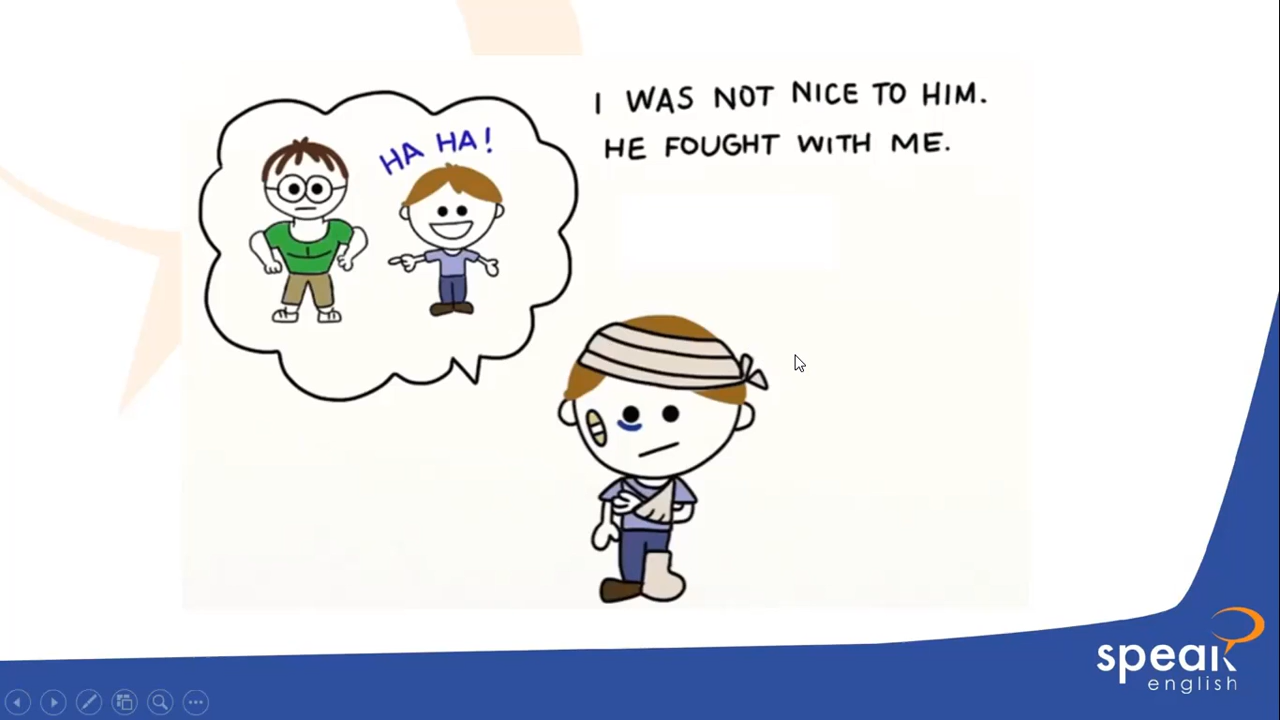 I WAS NOT NICE TO HIM.
HE FOUGHT WITH ME.
HA HA!
speak
english